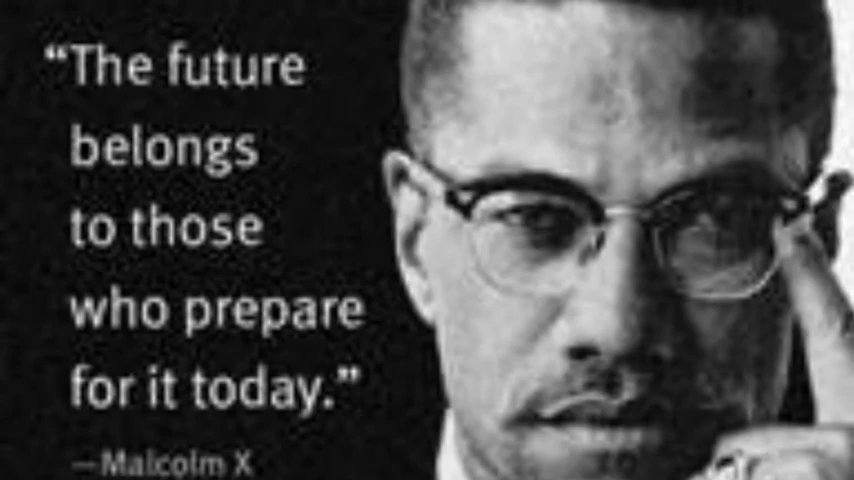 “The future
belongs
to those
who prepare
for it today.”
—Malcolm X